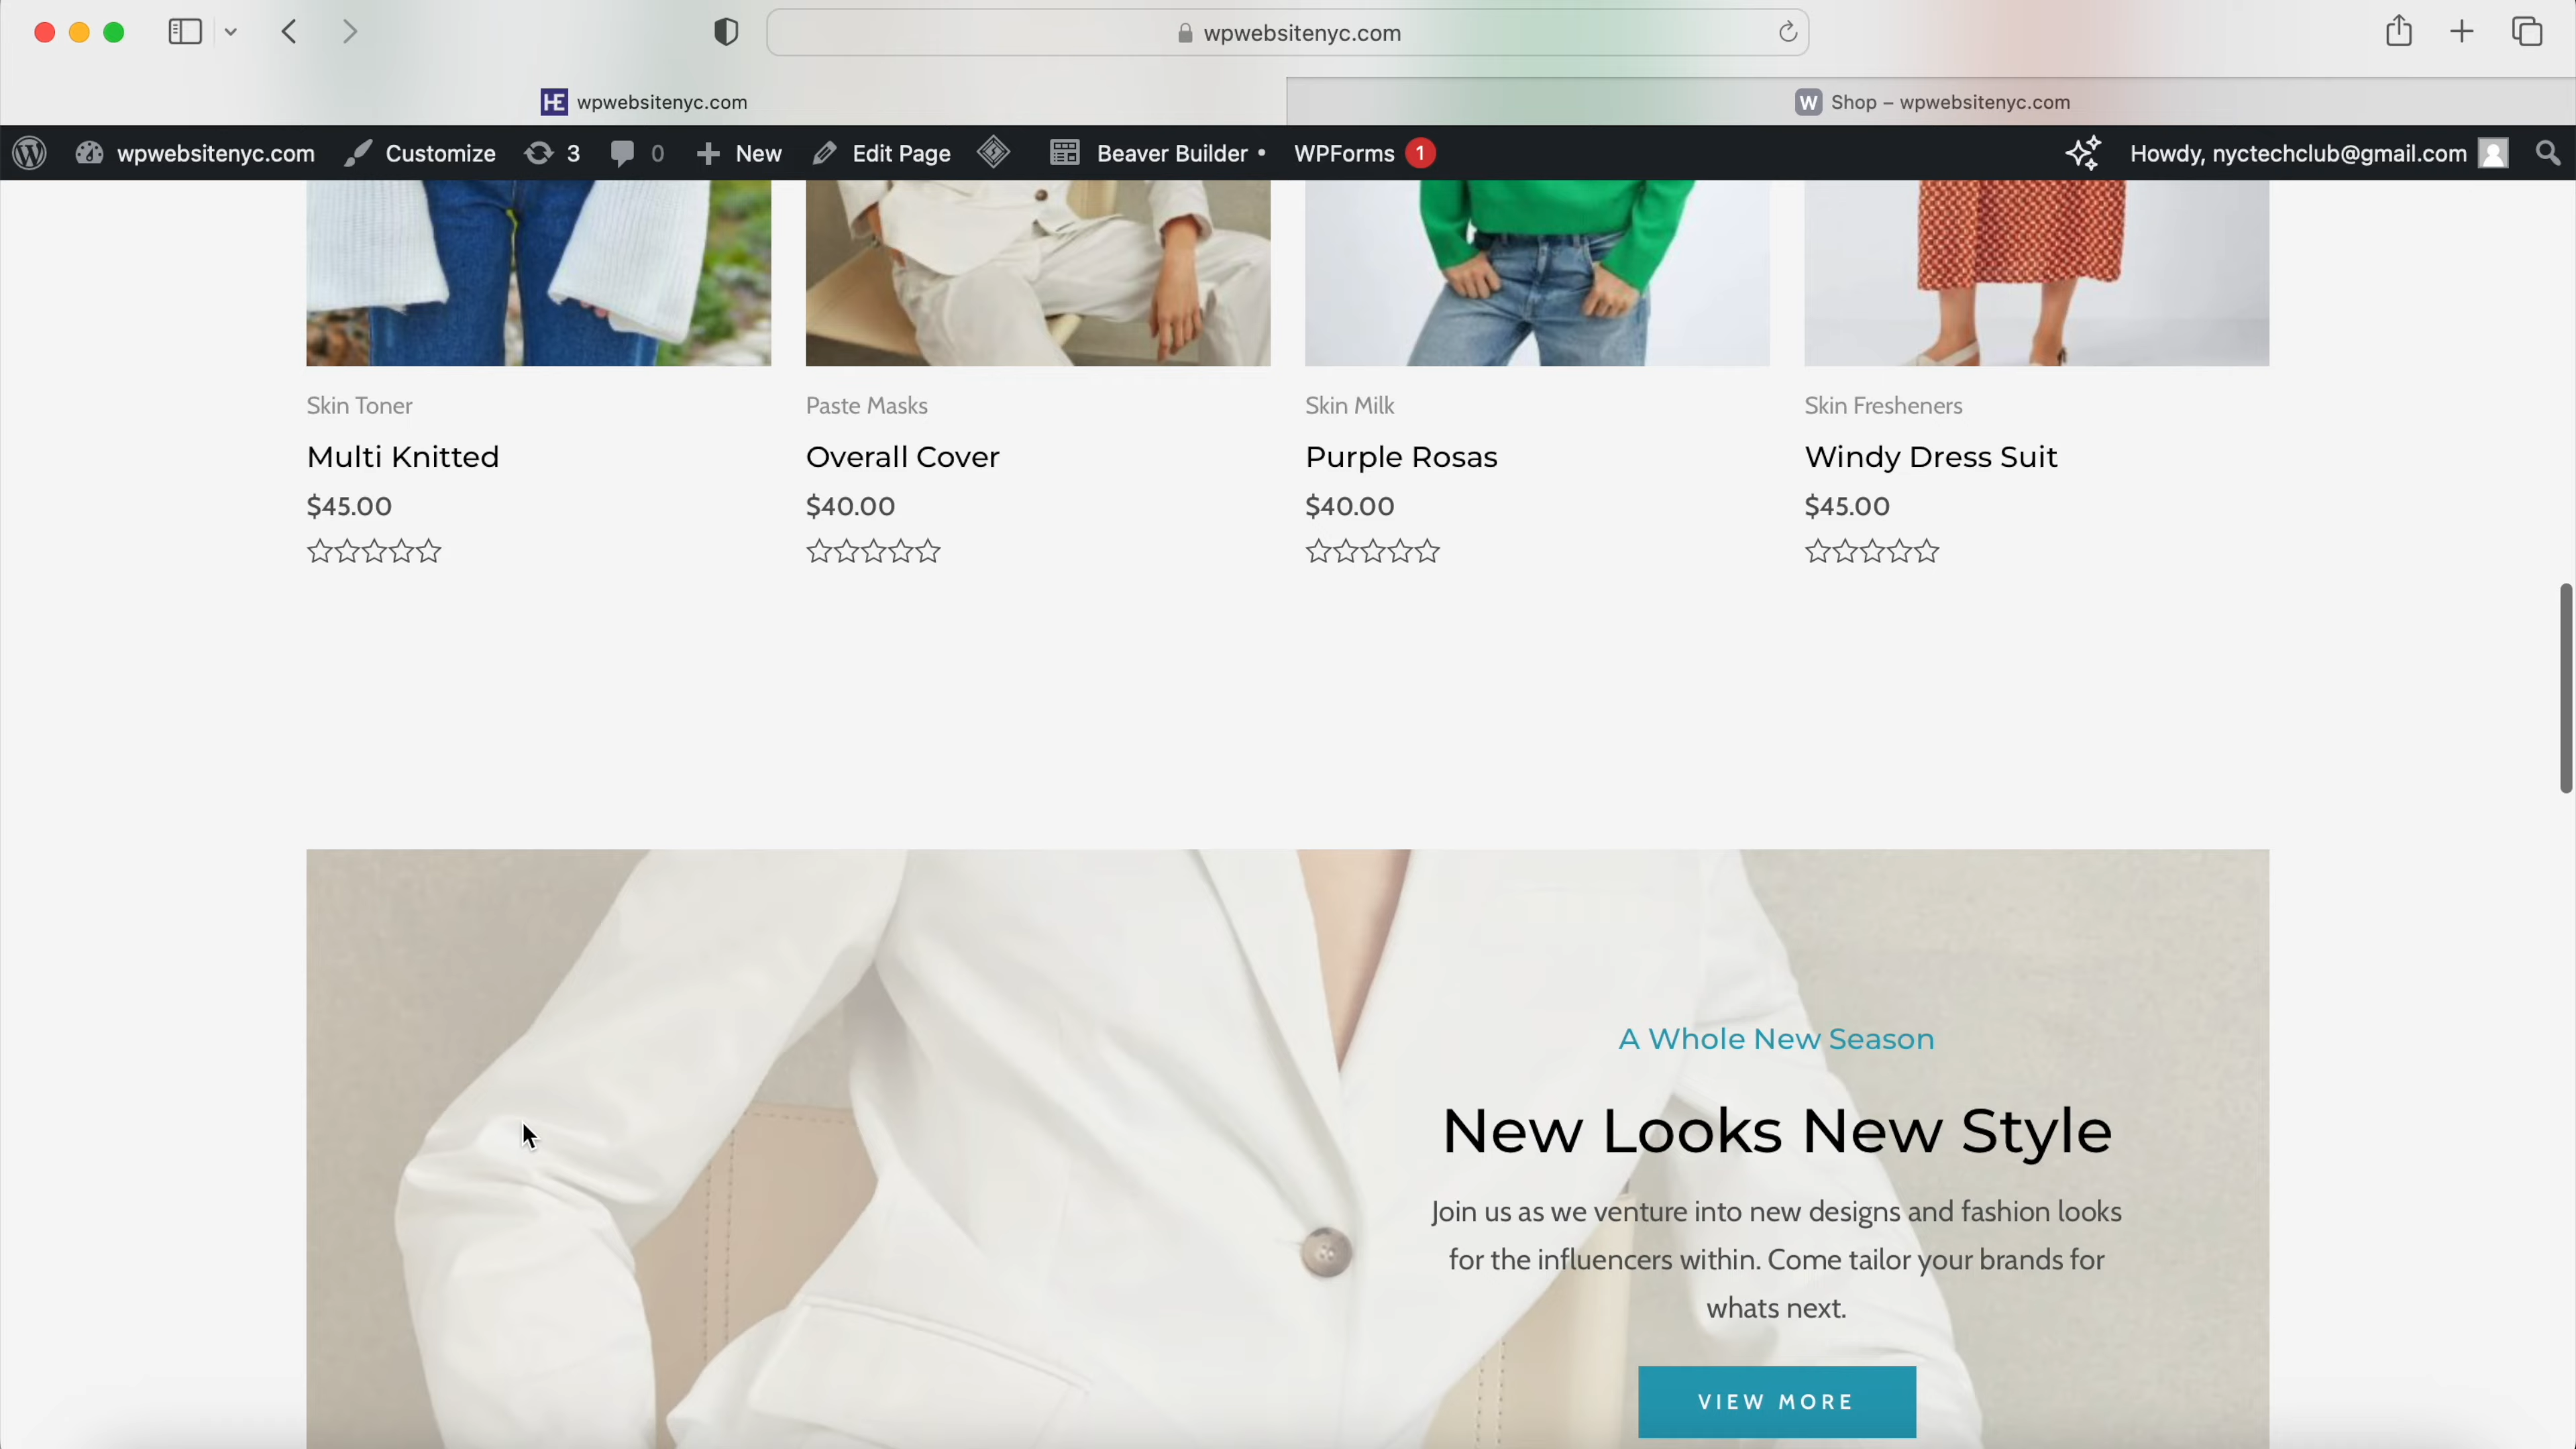 wpwebsitenyc.com
HE wpwebsitenyc.com
W Shop – wpwebsitenyc.com
wpwebsitenyc.com Customize 3 0 New Edit Page Beaver Builder • WPForms 1 Howdy, nyctechclub@gmail.com
Skin Toner
Multi Knitted
$45.00
Paste Masks
Overall Cover
$40.00
Skin Milk
Purple Rosas
$40.00
Skin Fresheners
Windy Dress Suit
$45.00
A Whole New Season
New Looks New Style
Join us as we venture into new designs and fashion looks
for the influencers within. Come tailor your brands for
whats next.
VIEW MORE